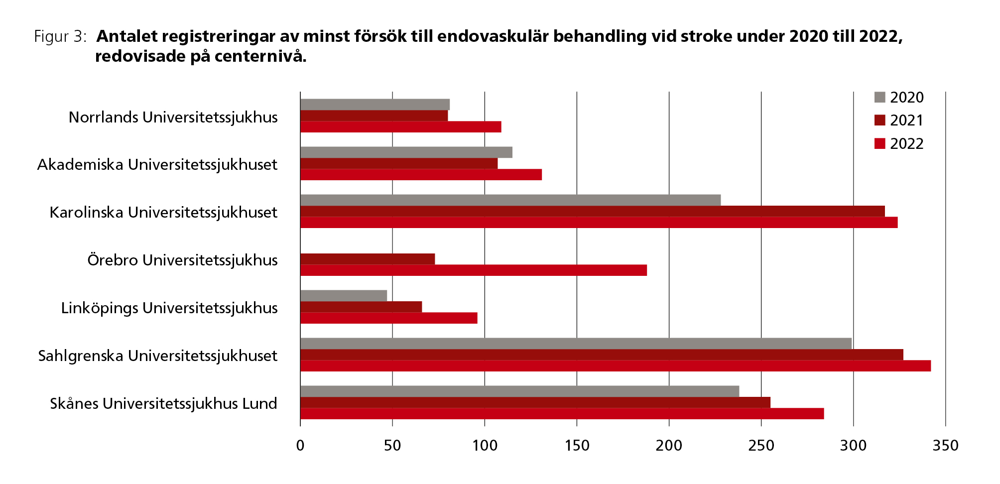 Figur 3: Antalet registreringar av minst försök till endovaskulär behandling vid stroke under 2020 till 2022,
redovisade på centernivå.
2020
2021
2022
Norrlands Universitetssjukhus
Akademiska Universitetssjukhuset
Karolinska Universitetssjukhuset
Örebro Universitetssjukhus
Linköpings Universitetssjukhus
Sahlgrenska Universitetssjukhuset
Skånes Universitetssjukhus Lund
0 50 100 150 200 250 300 350